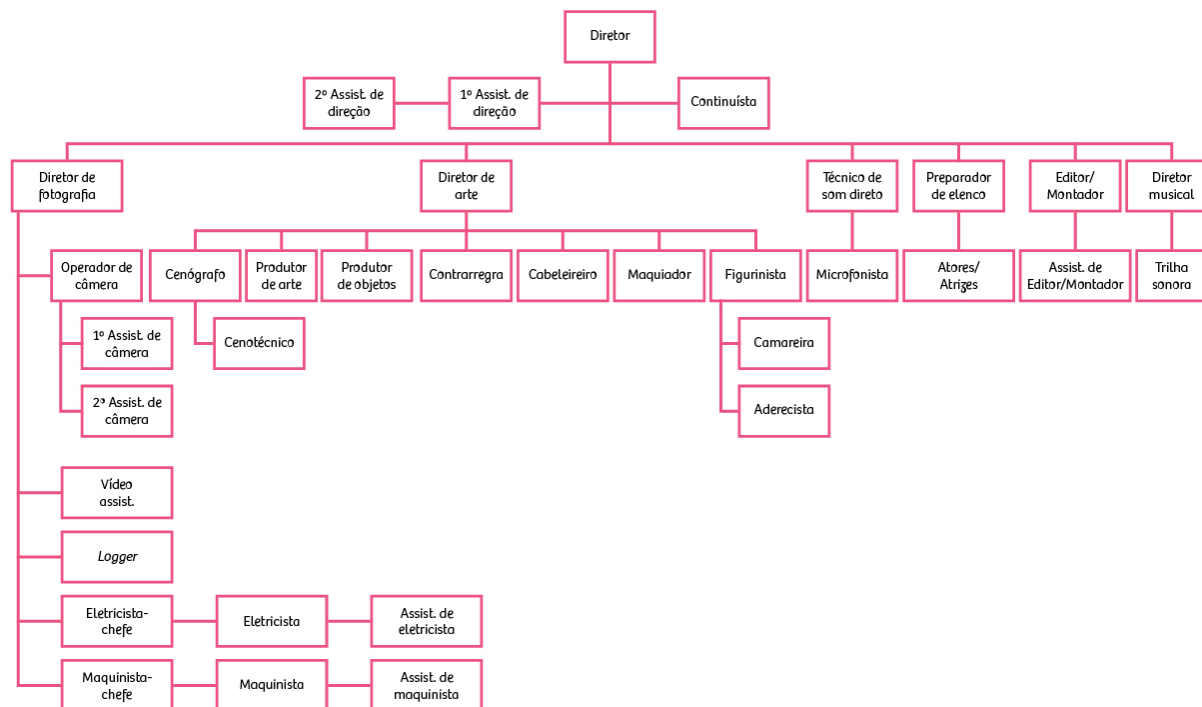 Diretor
2º Assist. de
direção
1º Assist. de
direção
Continuísta
Diretor de
fotografia
Diretor de
arte
Técnico de
som direto
Preparador
de elenco
Editor/
Montador
Diretor
musical
Operador de
câmera
Cenógrafo
Produtor
de arte
Produtor
de objetos
Contrarregra
Cabeleireiro
Maquiador
Figurinista
Microfonista
Atores/
Atrizes
Assist. de
Editor/Montador
Trilha
sonora
1º Assist. de
câmera
Cenotécnico
Camareira
2º Assist. de
câmera
Aderecista
Vídeo
assist.
Logger
Eletricista-
chefe
Eletricista
Assist. de
eletricista
Maquinista-
chefe
Maquinista
Assist. de
maquinista